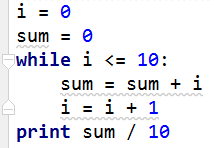 i = 0
sum = 0
while i <= 10:
    sum = sum + i
    i = i + 1
print sum / 10